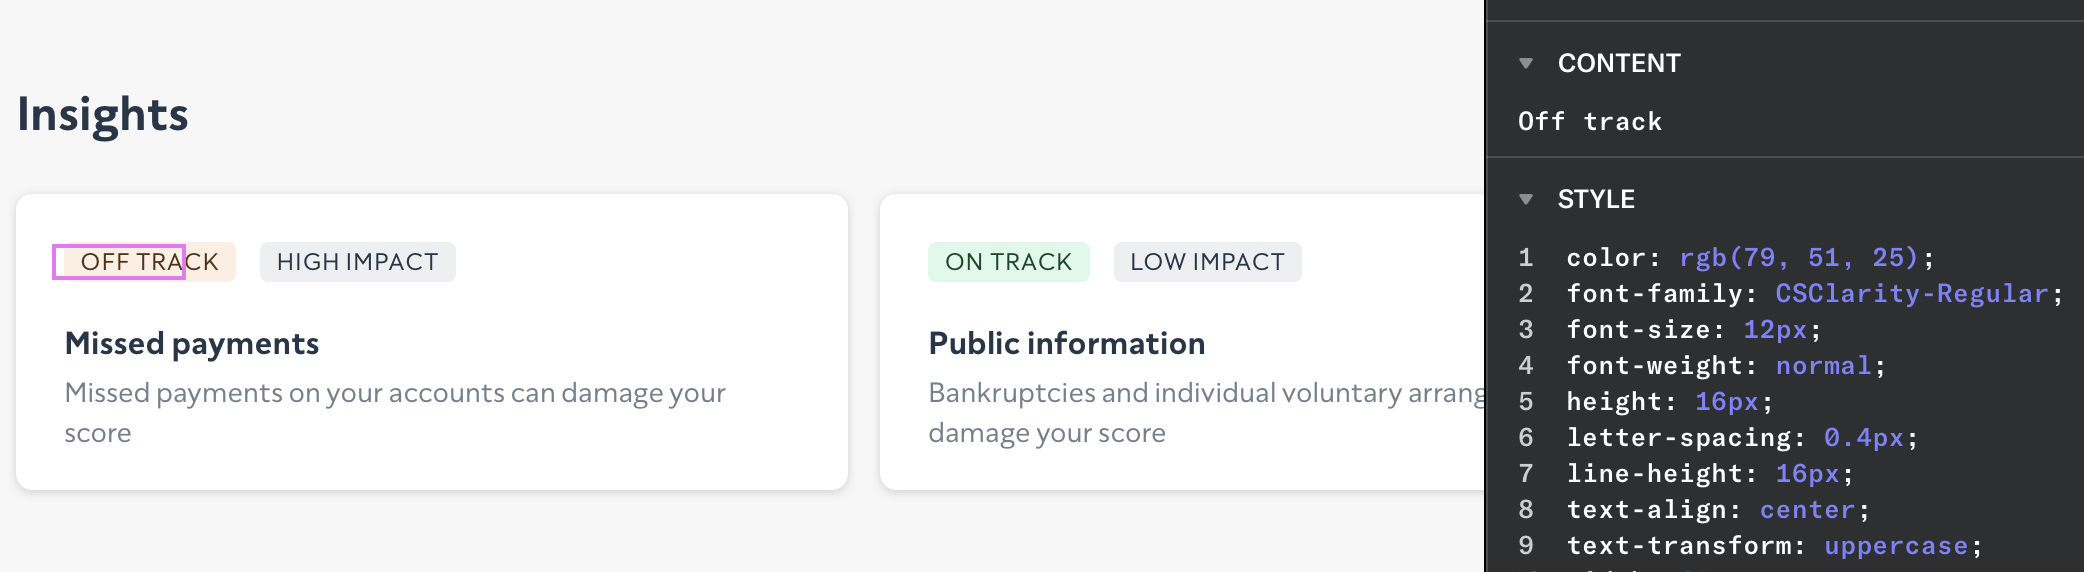 Insights
OFF TRACK HIGH IMPACT
Missed payments
Missed payments on your accounts can damage your
score
ON TRACK LOW IMPACT
Public information
Bankruptcies and individual voluntary arrang
damage your score
CONTENT
Off track
STYLE
1 color: rgb(79, 51, 25);
2 font-family: CSClarity-Regular;
3 font-size: 12px;
4 font-weight: normal;
5 height: 16px;
6 letter-spacing: 0.4px;
7 line-height: 16px;
8 text-align: center;
9 text-transform: uppercase;